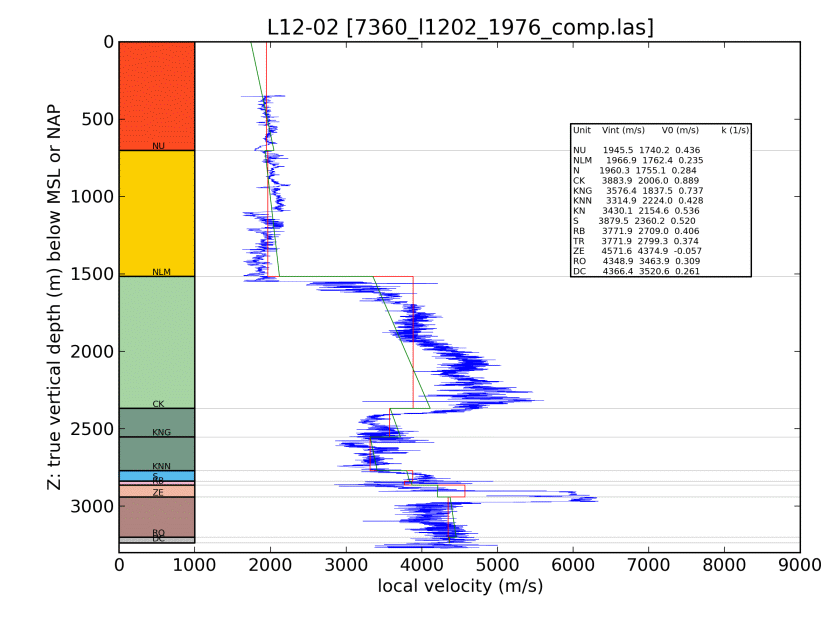 L12-02 [7360_l1202_1976_comp.las]
Z: true vertical depth (m) below MSL or NAP
0
500
1000
1500
2000
2500
3000
NU
NLM
CK
KNG
KNN
S
RB
ZE
RO
DC
Unit Vint (m/s) V0 (m/s) k (1/s)
NU 1945.5 1740.2 0.436
NLM 1966.9 1762.4 0.235
N 1960.3 1755.1 0.284
CK 3883.9 2006.0 0.889
KNG 3576.4 1837.5 0.737
KNN 3314.9 2224.0 0.428
KN 3430.1 2154.6 0.536
S 3879.5 2360.2 0.520
RB 3771.9 2709.0 0.406
TR 3771.9 2799.3 0.374
ZE 4571.6 4374.9 -0.057
RO 4348.9 3463.9 0.309
DC 4366.4 3520.6 0.261
0 1000 2000 3000 4000 5000 6000 7000 8000 9000
local velocity (m/s)